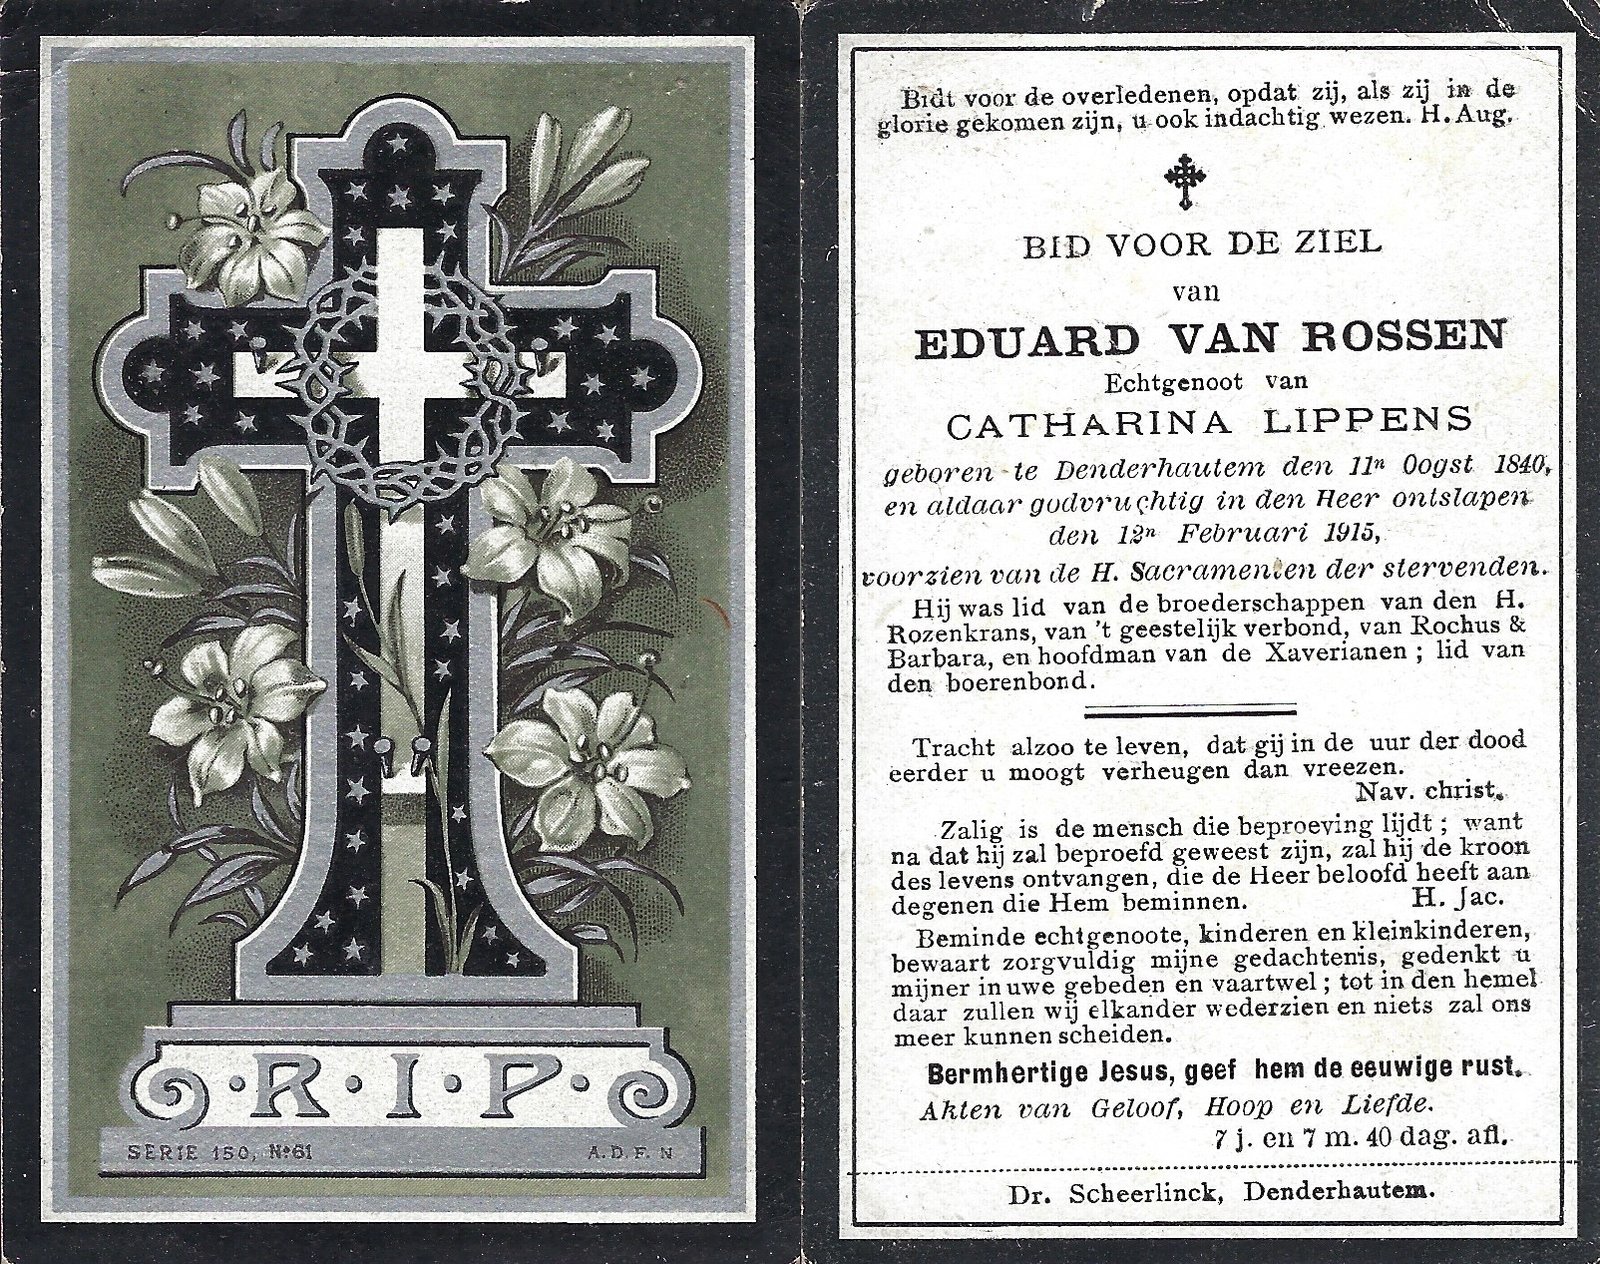 ·R·I·P·
SERIE 150, Nº61
A.D.F.N
Bidt voor de overledenen, opdat zij, als zij in de
glorie gekomen zijn, u ook indachtig wezen. H. Aug.
BID VOOR DE ZIEL
van
EDUARD VAN ROSSEN
Echtgenoot van
CATHARINA LIPPENS
geboren te Denderhautem den 11n Oogst 1840,
en aldaar godvruchtig in den Heer ontslapen
den 12n Februari 1915,
voorzien van de H. Sacramenten der stervenden.
Hij was lid van de broederschappen van den H.
Rozenkrans, van 't geestelijk verbond, van Rochus &
Barbara, en hoofdman van de Xaverianen ; lid van
den boerenbond.
Tracht alzoo te leven, dat gij in de uur der dood
eerder u moogt verheugen dan vreezen.
Nav. christ.
Zalig is de mensch die beproeving lijdt ; want
na dat hij zal beproefd geweest zijn, zal hij de kroon
des levens ontvangen, die de Heer beloofd heeft aan
degenen die Hem beminnen. H. Jac.
Beminde echtgenoote, kinderen en kleinkinderen,
bewaart zorgvuldig mijne gedachtenis, gedenkt u
mijner in uwe gebeden en vaartwel ; tot in den hemel
daar zullen wij elkander wederzien en niets zal ons
meer kunnen scheiden.
Bermhertige Jesus, geef hem de eeuwige rust.
Akten van Geloof, Hoop en Liefde.
7 j. en 7 m. 40 dag. afl.
Dr. Scheerlinck, Denderhautem.